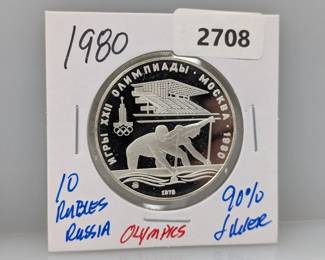 1980
2708
ИГРЫ XXII ОЛИМПИАДЫ · МОСКВА · 1980
1978
10
RUBLES
RUSSIA
OLYMPICS
90%
SILVER